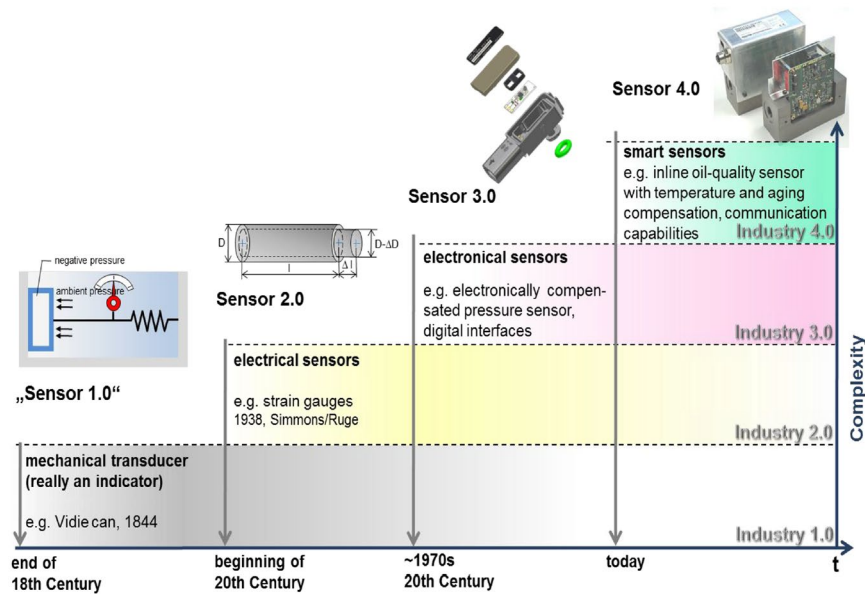 Sensor 4.0
smart sensors
e.g. inline oil-quality sensor
with temperature and aging
compensation, communication
capabilities
Industry 4.0
Sensor 3.0
electronical sensors
e.g. electronically compen-
sated pressure sensor,
digital interfaces
Industry 3.0
D
D-ΔD
l
Δ l
Sensor 2.0
electrical sensors
e.g. strain gauges
1938, Simmons/Ruge
Industry 2.0
negative pressure
ambient pressure
„Sensor 1.0“
mechanical transducer
(really an indicator)
e.g. Vidie can, 1844
Industry 1.0
Complexity
end of
18th Century
beginning of
20th Century
~1970s
20th Century
today
t